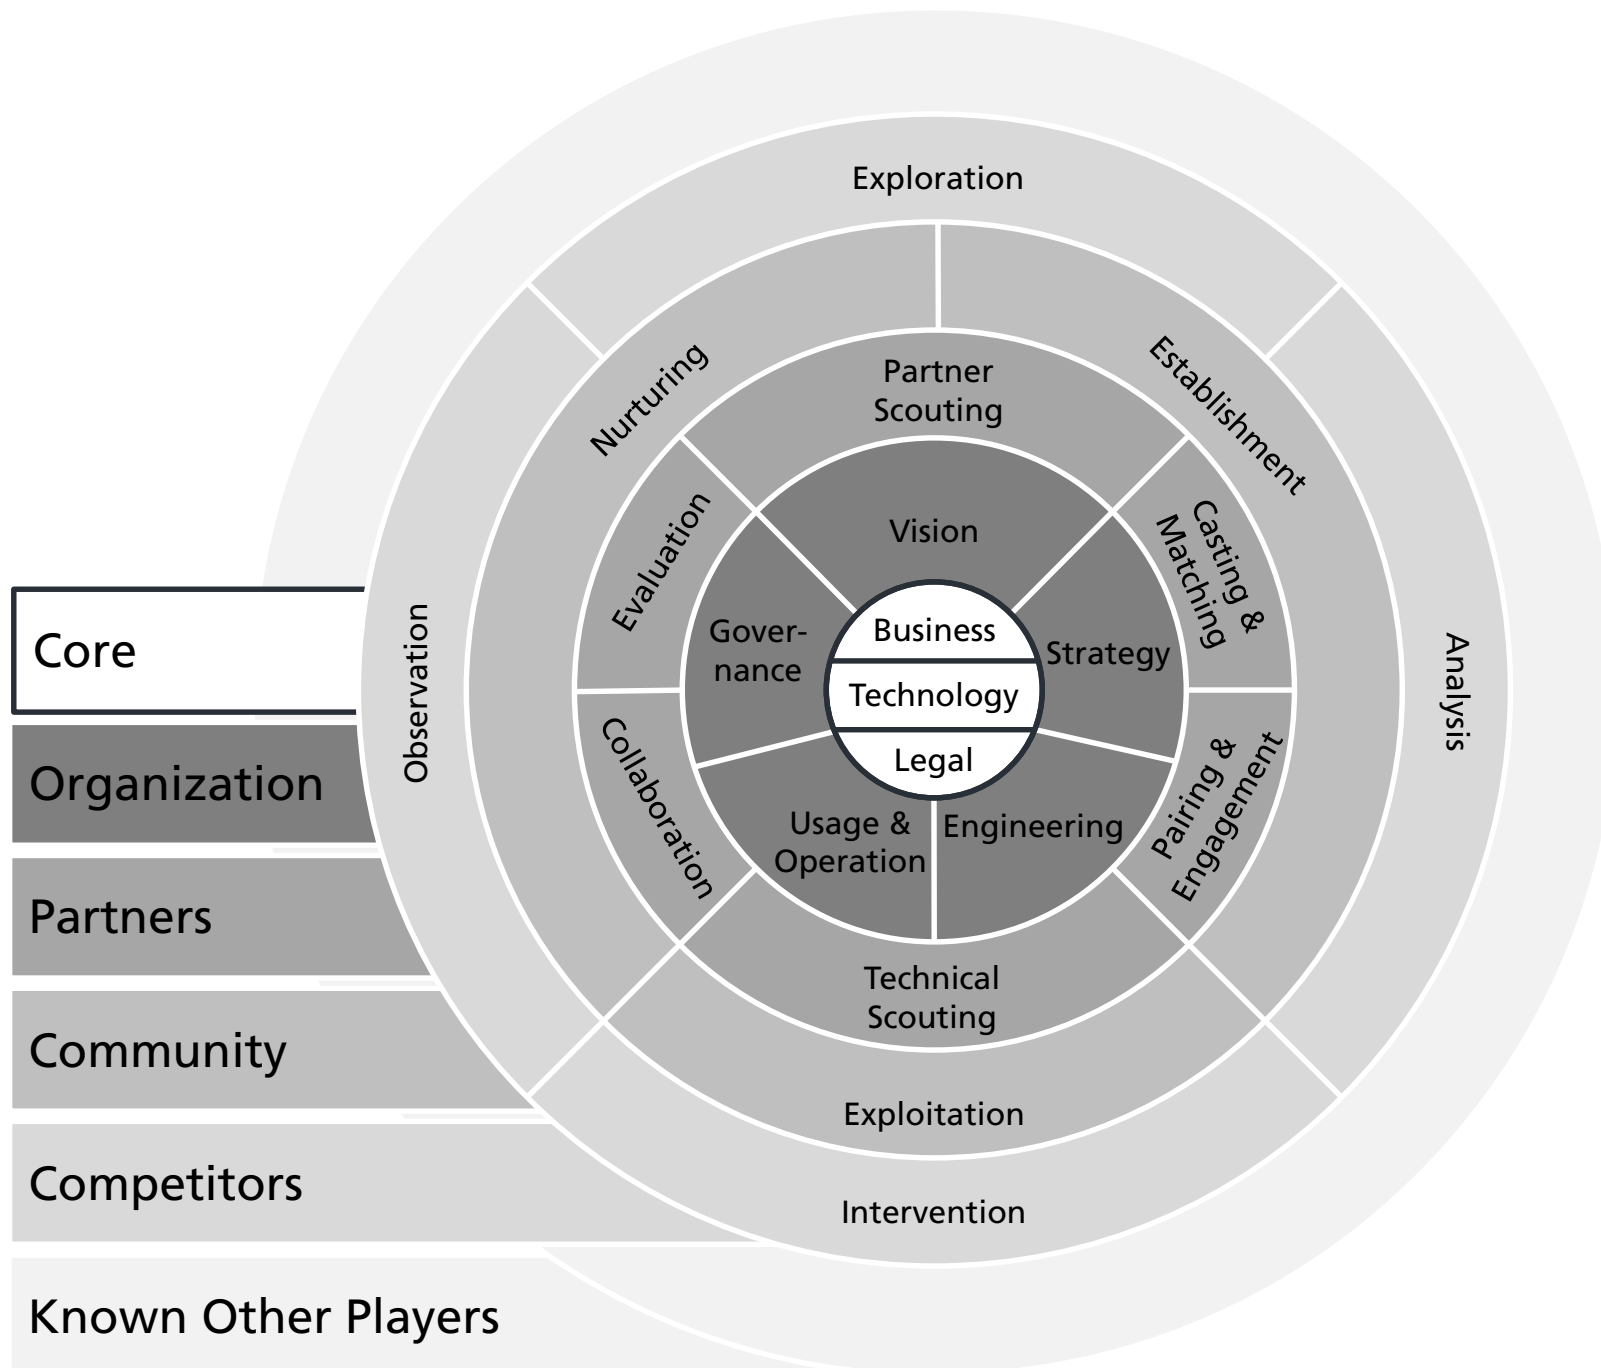 Exploration
Nurturing
Establishment
Partner
Scouting
Evaluation
Casting &
Matching
Vision
Gover-
nance
Business
Strategy
Technology
Legal
Observation
Analysis
Collaboration
Pairing &
Engagement
Usage &
Operation
Engineering
Technical
Scouting
Exploitation
Intervention
Core
Organization
Partners
Community
Competitors
Known Other Players